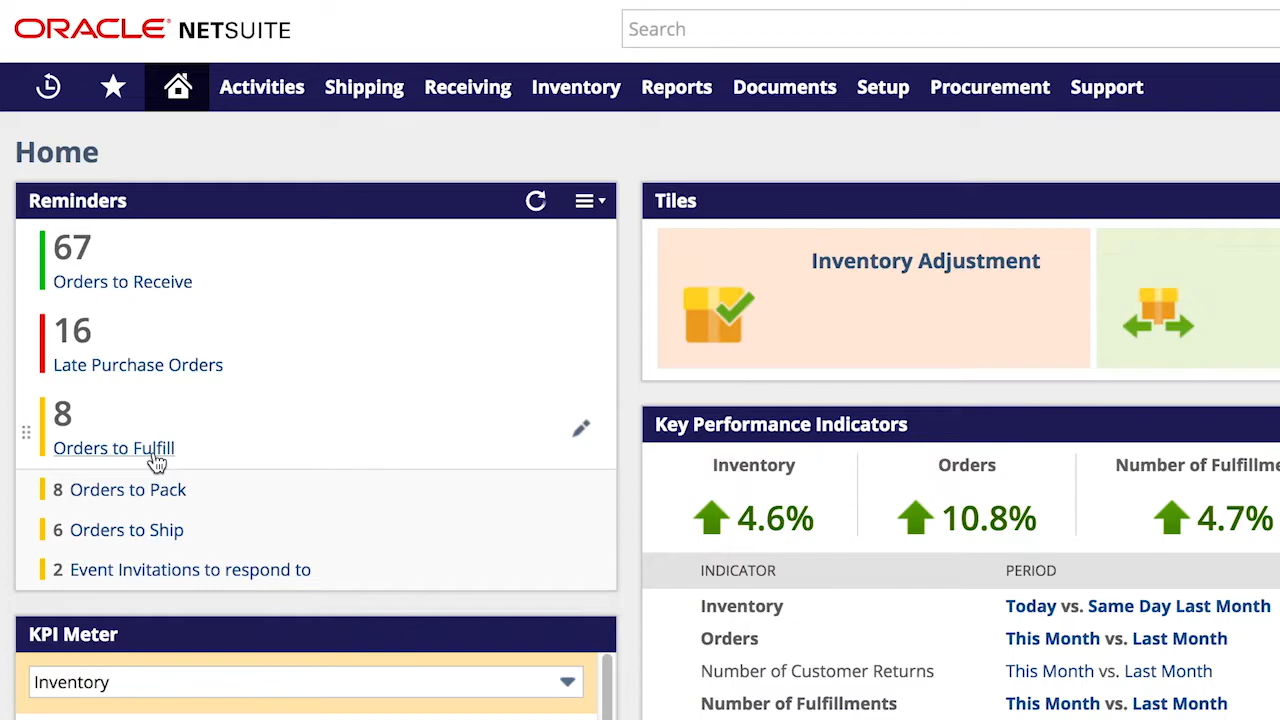 ORACLE NETSUITE
Search
Activities Shipping Receiving Inventory Reports Documents Setup Procurement Support
Home
Reminders
67
Orders to Receive
16
Late Purchase Orders
8
Orders to Fulfill
8 Orders to Pack
6 Orders to Ship
2 Event Invitations to respond to
KPI Meter
Inventory
Tiles
Inventory Adjustment
Key Performance Indicators
Inventory Orders Number of Fulfillme
4.6% 10.8% 4.7%
INDICATOR PERIOD
Inventory Today vs. Same Day Last Month
Orders This Month vs. Last Month
Number of Customer Returns This Month vs. Last Month
Number of Fulfillments This Month vs. Last Month